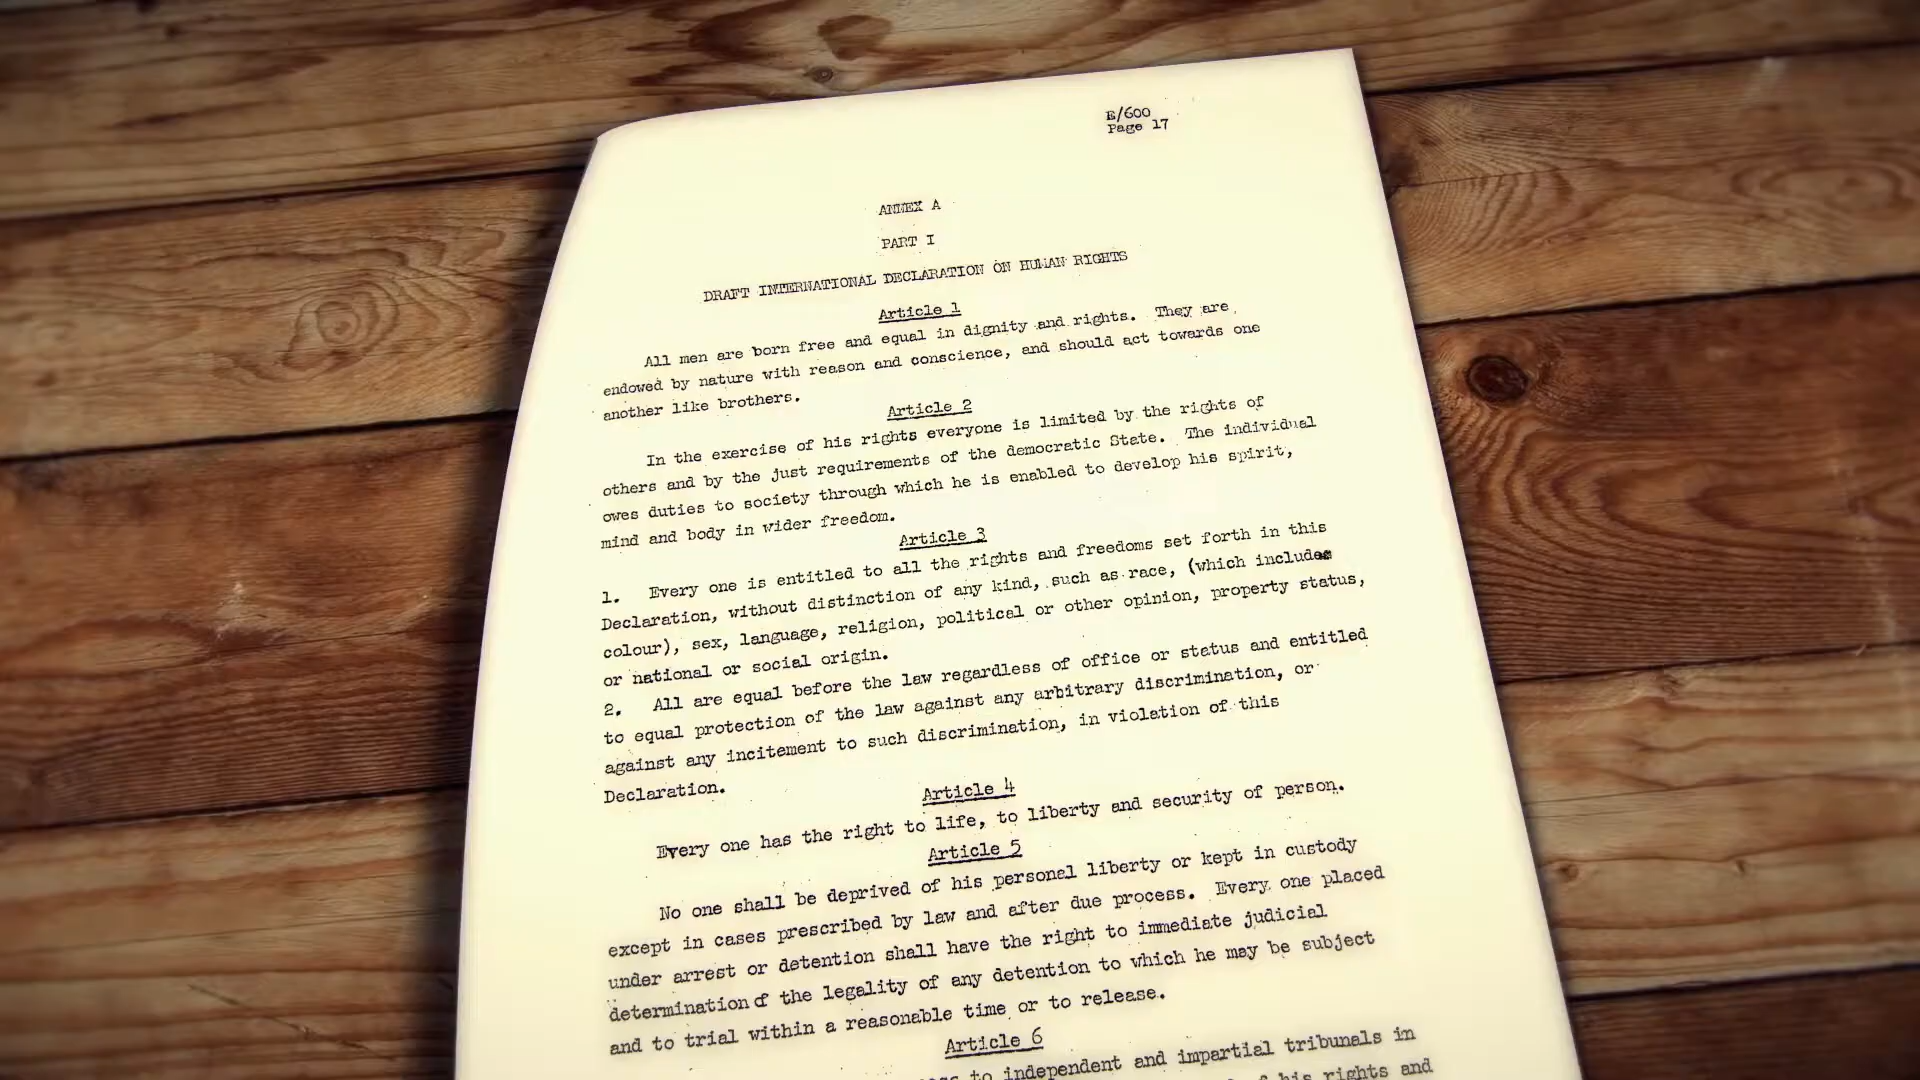 E/600
Page 17
ANNEX A
PART I
DRAFT INTERNATIONAL DECLARATION ON HUMAN RIGHTS
Article 1
All men are born free and equal in dignity and rights. They are
endowed by nature with reason and conscience, and should act towards one
another like brothers.
Article 2
In the exercise of his rights everyone is limited by the rights of
others and by the just requirements of the democratic State. The individual
owes duties to society through which he is enabled to develop his spirit,
mind and body in wider freedom.
Article 3
1. Every one is entitled to all the rights and freedoms set forth in this
Declaration, without distinction of any kind, such as race, (which includes
colour), sex, language, religion, political or other opinion, property status,
or national or social origin.
2. All are equal before the law regardless of office or status and entitled
to equal protection of the law against any arbitrary discrimination, or
against any incitement to such discrimination, in violation of this
Declaration.
Article 4
Every one has the right to life, to liberty and security of person.
Article 5
No one shall be deprived of his personal liberty or kept in custody
except in cases prescribed by law and after due process. Every one placed
under arrest or detention shall have the right to immediate judicial
determination of the legality of any detention to which he may be subject
and to trial within a reasonable time or to release.
Article 6
to independent and impartial tribunals in
his rights and